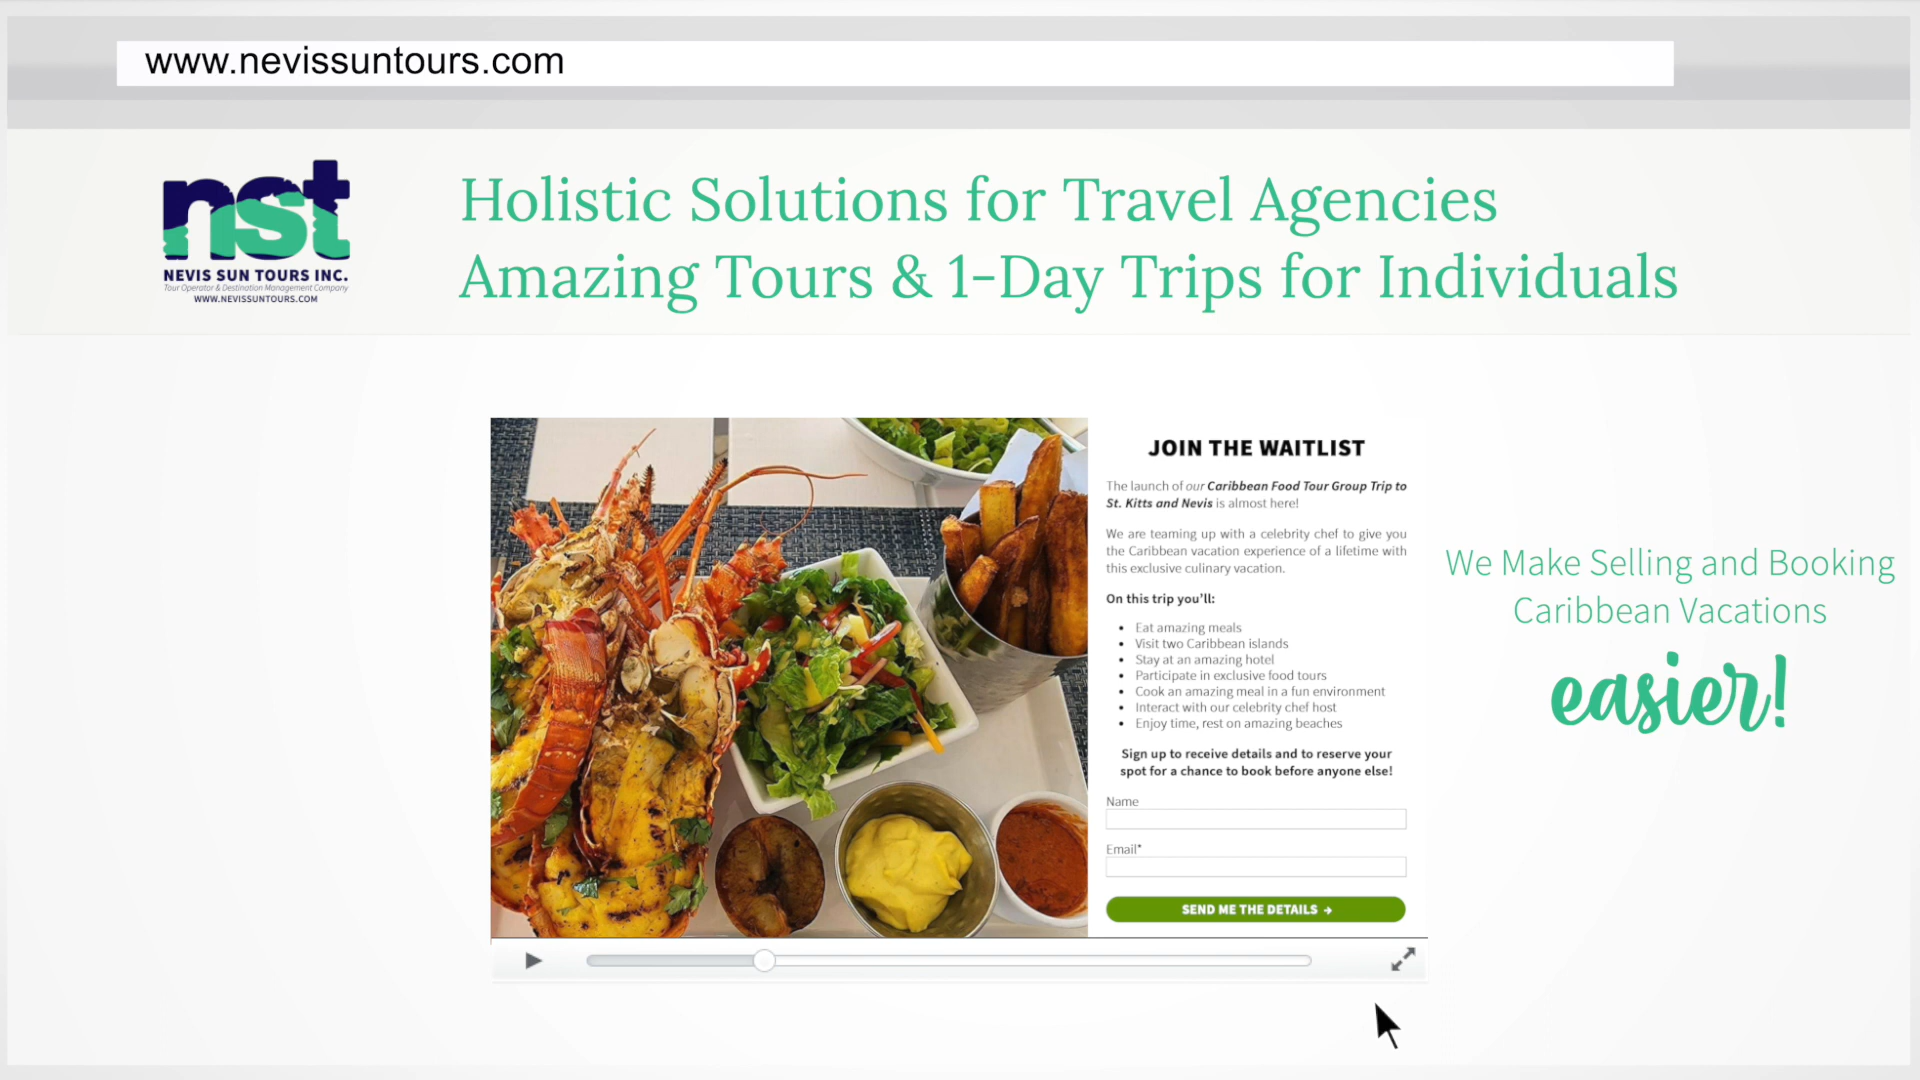 www.nevissuntours.com
nst
NEVIS SUN TOURS INC.
Tour Operator & Destination Management Company
WWW.NEVISSUNTOURS.COM
Holistic Solutions for Travel Agencies
Amazing Tours & 1-Day Trips for Individuals
JOIN THE WAITLIST
The launch of our Caribbean Food Tour Group Trip to
St. Kitts and Nevis is almost here!
We are teaming up with a celebrity chef to give you
the Caribbean vacation experience of a lifetime with
this exclusive culinary vacation.
On this trip you'll:
• Eat amazing meals
• Visit two Caribbean islands
• Stay at an amazing hotel
• Participate in exclusive food tours
• Cook an amazing meal in a fun environment
• Interact with our celebrity chef host
• Enjoy time, rest on amazing beaches
Sign up to receive details and to reserve your
spot for a chance to book before anyone else!
Name
Email*
SEND ME THE DETAILS →
We Make Selling and Booking
Caribbean Vacations
easier!